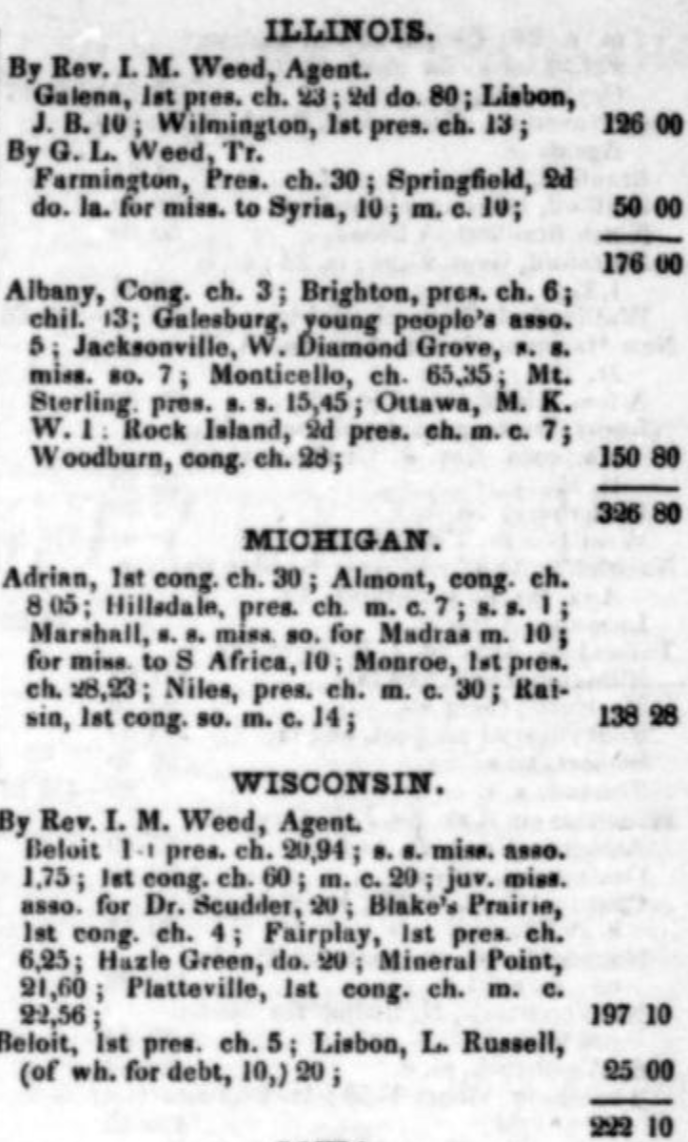 ILLINOIS.
By Rev. I. M. Weed, Agent.
Galena, 1st pres. ch. 23; 2d do. 80; Lisbon,
J. B. 10; Wilmington, 1st pres. ch. 13; 126 00
By G. L. Weed, Tr.
Farmington, Pres. ch. 30; Springfield, 2d
do. la. for miss. to Syria, 10; m. c. 10; 50 00
176 00
Albany, Cong. ch. 3; Brighton, pres. ch. 6;
chil. 13; Galesburg, young people's asso.
5; Jacksonville, W. Diamond Grove, s. s.
miss. so. 7; Monticello, ch. 65,35; Mt.
Sterling, pres. s. s. 15,45; Ottawa, M. K.
W. 1; Rock Island, 2d pres. ch. m. c. 7;
Woodburn, cong. ch. 28; 150 80
326 80
MICHIGAN.
Adrian, 1st cong. ch. 30; Almont, cong. ch.
8 05; Hillsdale, pres. ch. m. c. 7; s. s. 1;
Marshall, s. s. miss. so. for Madras m. 10;
for miss. to S Africa, 10; Monroe, 1st pres.
ch. 28,23; Niles, pres. ch. m. c. 30; Rai-
sin, 1st cong. so. m. c. 14; 138 28
WISCONSIN.
By Rev. I. M. Weed, Agent.
Beloit 1st pres. ch. 20,94; s. s. miss. asso.
1,75; 1st cong. ch. 60; m. c. 20; juv. miss.
asso. for Dr. Scudder, 20; Blake's Prairie,
1st cong. ch. 4; Fairplay, 1st pres. ch.
6,25; Hazle Green, do. 20; Mineral Point,
21,60; Platteville, 1st cong. ch. m. c.
22,56; 197 10
Beloit, 1st pres. ch. 5; Lisbon, L. Russell,
(of wh. for debt, 10,) 20; 25 00
222 10